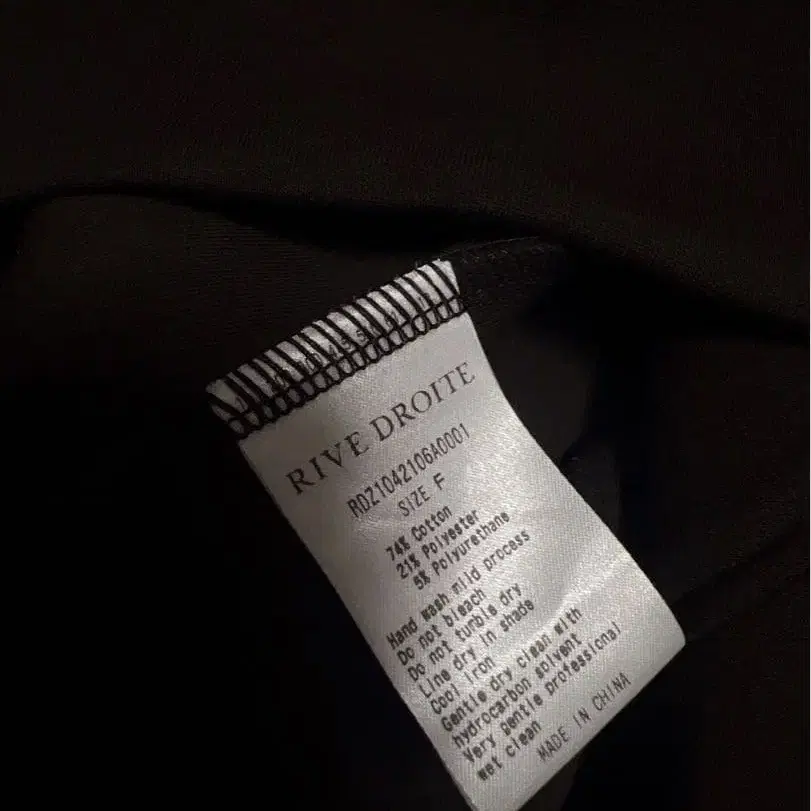 RIVE DROITE
RDZ1042106A0001
SIZE F
74% Cotton
21% Polyester
5% Polyurethane
Hand wash mild process
Do not bleach
Do not tumble dry
Line dry in shade
Cool iron
Gentle dry clean with
hydrocarbon solvent
Very gentle professional
wet clean
MADE IN CHINA